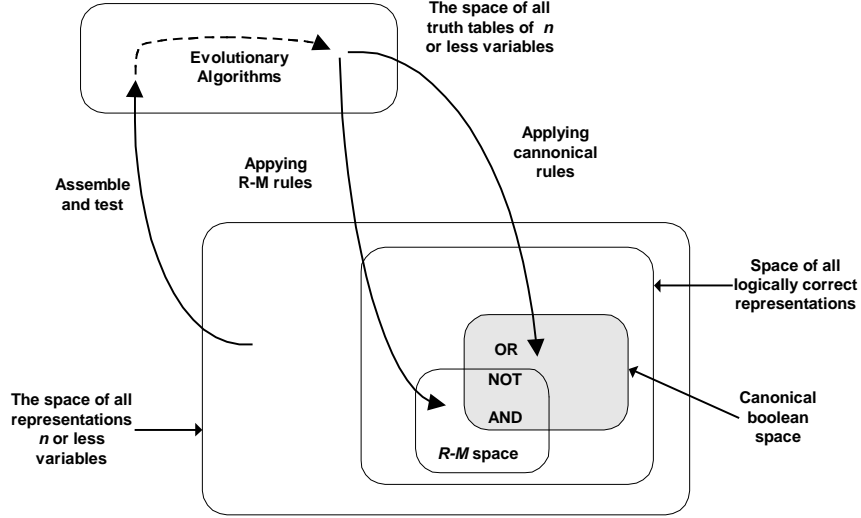 The space of all
truth tables of n
or less variables
Evolutionary
Algorithms
Applying
cannonical
rules
Appying
R-M rules
Assemble
and test
Space of all
logically correct
representations
OR
NOT
AND
R-M space
The space of all
representations
n or less
variables
Canonical
boolean
space